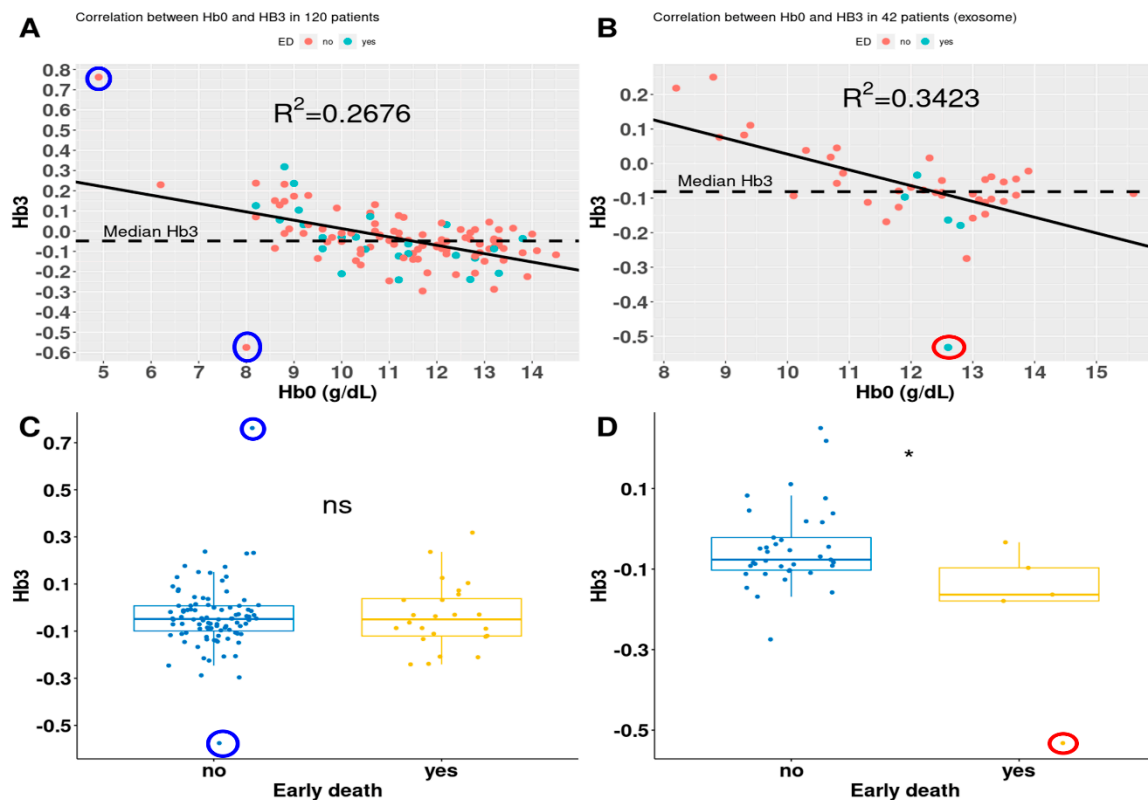 A
Correlation between Hb0 and HB3 in 120 patients
ED no yes
R²=0.2676
Median Hb3
Hb3
0.8
0.7
0.6
0.5
0.4
0.3
0.2
0.1
0.0
-0.1
-0.2
-0.3
-0.4
-0.5
-0.6
5 6 7 8 9 10 11 12 13 14
Hb0 (g/dL)
B
Correlation between Hb0 and HB3 in 42 patients (exosome)
ED no yes
R²=0.3423
Median Hb3
Hb3
0.2
0.1
0.0
-0.1
-0.2
-0.3
-0.4
-0.5
9 10 11 12 13 14 15
Hb0 (g/dL)
C
ns
Hb3
0.7
0.5
0.3
0.1
-0.1
-0.3
-0.5
no yes
Early death
D
*
Hb3
0.1
-0.1
-0.3
-0.5
no yes
Early death